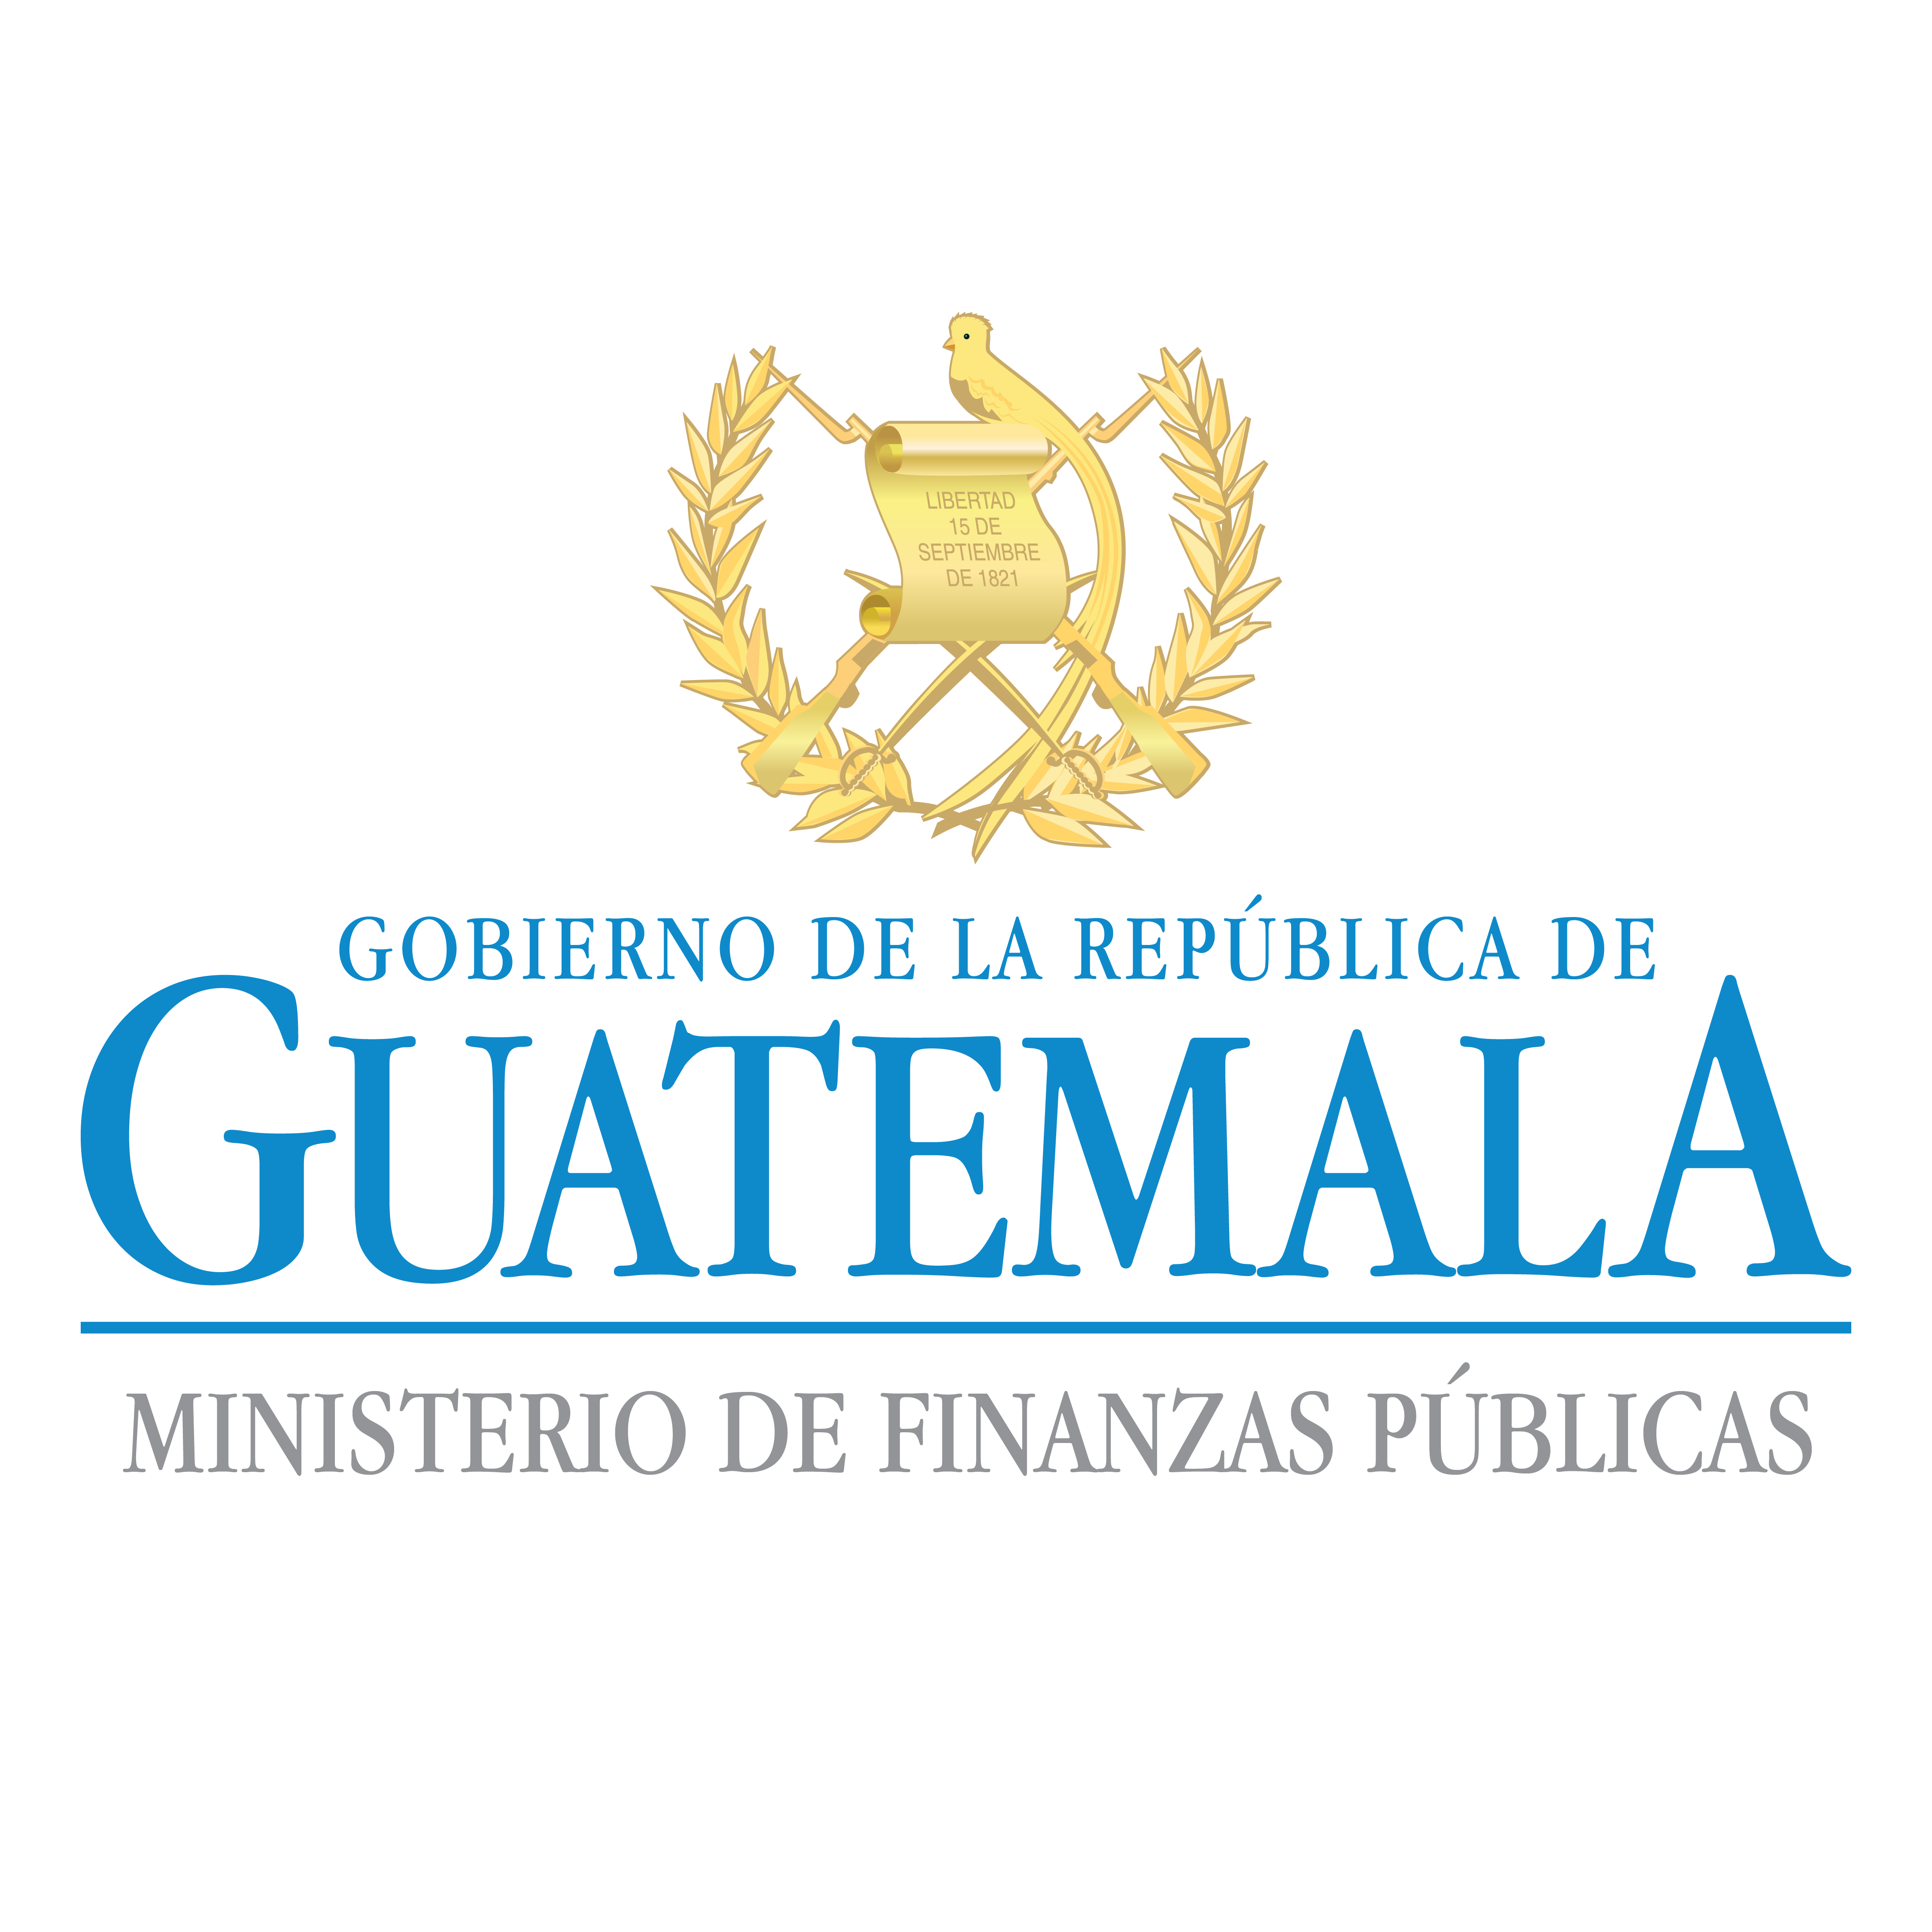 LIBERTAD
15 DE
SEPTIEMBRE
DE 1821
GOBIERNO DE LA REPÚBLICA DE
GUATEMALA
MINISTERIO DE FINANZAS PÚBLICAS